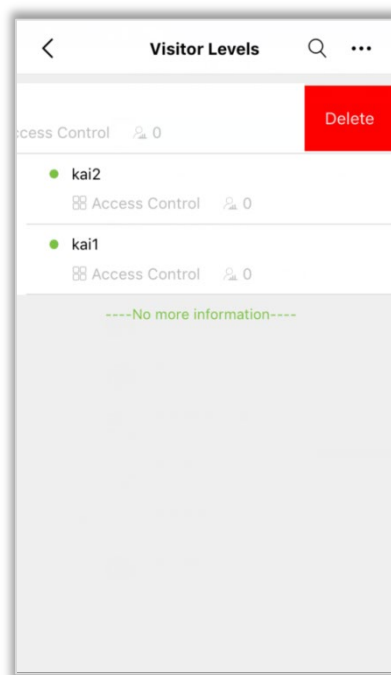 Visitor Levels
ccess Control 0
Delete
kai2
Access Control 0
kai1
Access Control 0
----No more information----